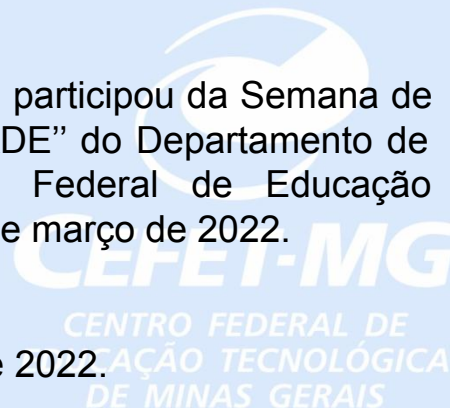 participou da Semana de
DE” do Departamento de
Federal de Educação
e março de 2022.
CEFET-MG
CENTRO FEDERAL DE
EDUCAÇÃO TECNOLÓGICA
e 2022.
DE MINAS GERAIS